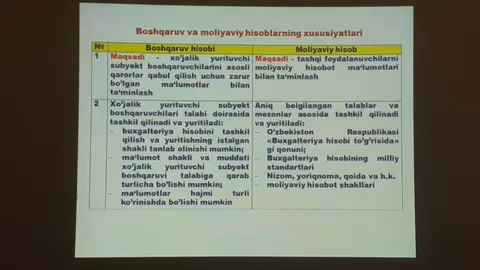 Boshqaruv va moliyaviy hisoblarning xususiyatlari
№
Boshqaruv hisobi
Moliyaviy hisob
1
Maqsadi - xo'jalik yurituvchi
subyekt boshqaruvchilarini asosli
qarorlar qabul qilish uchun zarur
bo'lgan ma'lumotlar bilan
ta'minlash
Maqsadi - tashqi foydalanuvchilarni
moliyaviy hisobot ma'lumotlari
bilan ta'minlash
2
Xo'jalik yurituvchi subyekt
boshqaruvchilari talabi doirasida
tashkil qilinadi va yuritiladi:
– buxgalteriya hisobini tashkil
qilish va yuritishning istalgan
shakli tanlab olinishi mumkin;
– ma'lumot shakli va muddati
xo'jalik yurituvchi subyekt
boshqaruvi talabiga qarab
turlicha bo'lishi mumkin;
– ma'lumotlar hajmi turli
ko'rinishda bo'lishi mumkin
Aniq belgilangan talablar va
mezonlar asosida tashkil qilinadi
va yuritiladi:
– O'zbekiston Respublikasi
«Buxgalteriya hisobi to'g'risida»
gi qonuni;
– Buxgalteriya hisobining milliy
standartlari
– Nizom, yoriqnoma, qoida va h.k.
– moliyaviy hisobot shakllari